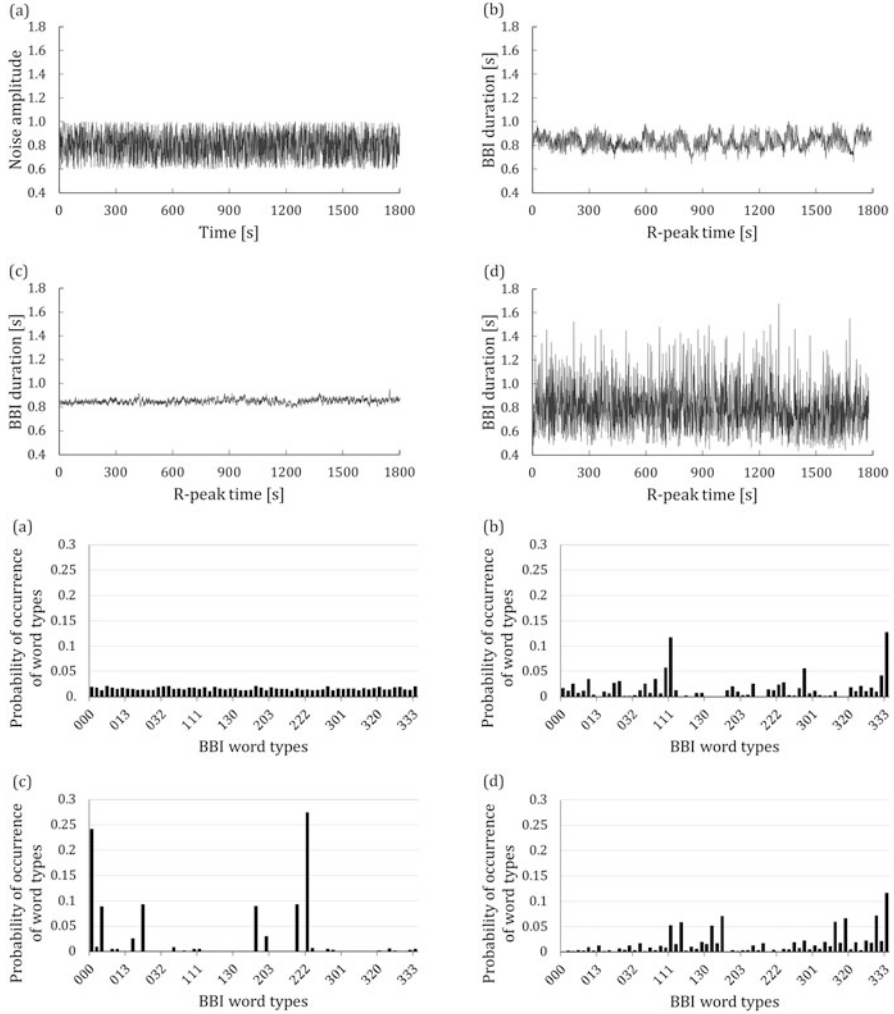 (a)
Noise amplitude
1.8
1.6
1.4
1.2
1.0
0.8
0.6
0.4
0 300 600 900 1200 1500 1800
Time [s]
(b)
BBI duration [s]
1.8
1.6
1.4
1.2
1.0
0.8
0.6
0.4
0 300 600 900 1200 1500 1800
R-peak time [s]
(c)
BBI duration [s]
1.8
1.6
1.4
1.2
1.0
0.8
0.6
0.4
0 300 600 900 1200 1500 1800
R-peak time [s]
(d)
BBI duration [s]
1.8
1.6
1.4
1.2
1.0
0.8
0.6
0.4
0 300 600 900 1200 1500 1800
R-peak time [s]
(a)
Probability of occurrence
of word types
0.3
0.25
0.2
0.15
0.1
0.05
0.
000 013 032 111 130 203 222 301 320 333
BBI word types
(b)
Probability of occurrence
of word types
0.3
0.25
0.2
0.15
0.1
0.05
0
000 013 032 111 130 203 222 301 320 333
BBI word types
(c)
Probability of occurrence
of word types
0.3
0.25
0.2
0.15
0.1
0.05
0
000 013 032 111 130 203 222 301 320 333
BBI word types
(d)
Probability of occurrence
of word types
0.3
0.25
0.2
0.15
0.1
0.05
0
000 013 032 111 130 203 222 301 320 333
BBI word types